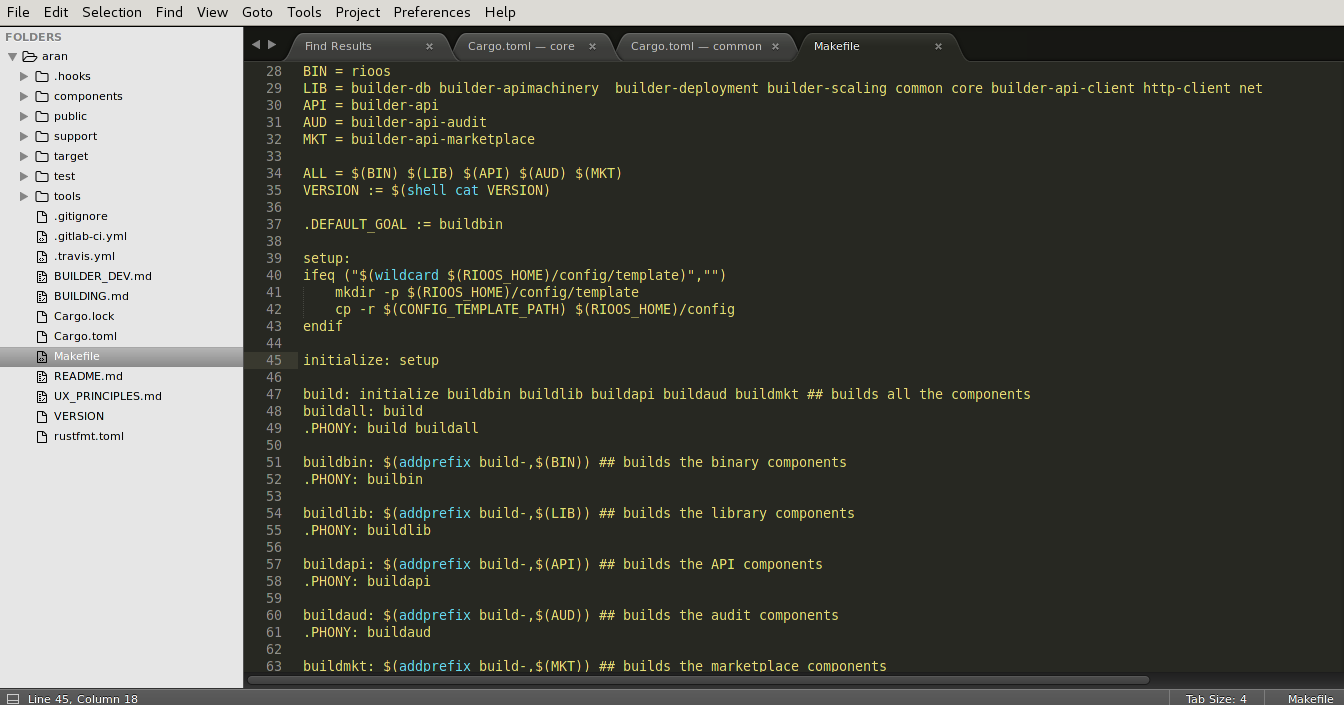 File Edit Selection Find View Goto Tools Project Preferences Help
FOLDERS
aran
.hooks
components
public
support
target
test
tools
.gitignore
.gitlab-ci.yml
.travis.yml
BUILDER_DEV.md
BUILDING.md
Cargo.lock
Cargo.toml
Makefile
README.md
UX_PRINCIPLES.md
VERSION
rustfmt.toml
Find Results × Cargo.toml — core × Cargo.toml — common × Makefile ×
28 BIN = rioos
29 LIB = builder-db builder-apimachinery  builder-deployment builder-scaling common core builder-api-client http-client net
30 API = builder-api
31 AUD = builder-api-audit
32 MKT = builder-api-marketplace
33
34 ALL = $(BIN) $(LIB) $(API) $(AUD) $(MKT)
35 VERSION := $(shell cat VERSION)
36
37 .DEFAULT_GOAL := buildbin
38
39 setup:
40 ifeq ("$(wildcard $(RIOOS_HOME)/config/template)","")
41     mkdir -p $(RIOOS_HOME)/config/template
42     cp -r $(CONFIG_TEMPLATE_PATH) $(RIOOS_HOME)/config
43 endif
44
45 initialize: setup
46
47 build: initialize buildbin buildlib buildapi buildaud buildmkt ## builds all the components
48 buildall: build
49 .PHONY: build buildall
50
51 buildbin: $(addprefix build-,$(BIN)) ## builds the binary components
52 .PHONY: builbin
53
54 buildlib: $(addprefix build-,$(LIB)) ## builds the library components
55 .PHONY: buildlib
56
57 buildapi: $(addprefix build-,$(API)) ## builds the API components
58 .PHONY: buildapi
59
60 buildaud: $(addprefix build-,$(AUD)) ## builds the audit components
61 .PHONY: buildaud
62
63 buildmkt: $(addprefix build-,$(MKT)) ## builds the marketplace components
Line 45, Column 18 Tab Size: 4 Makefile